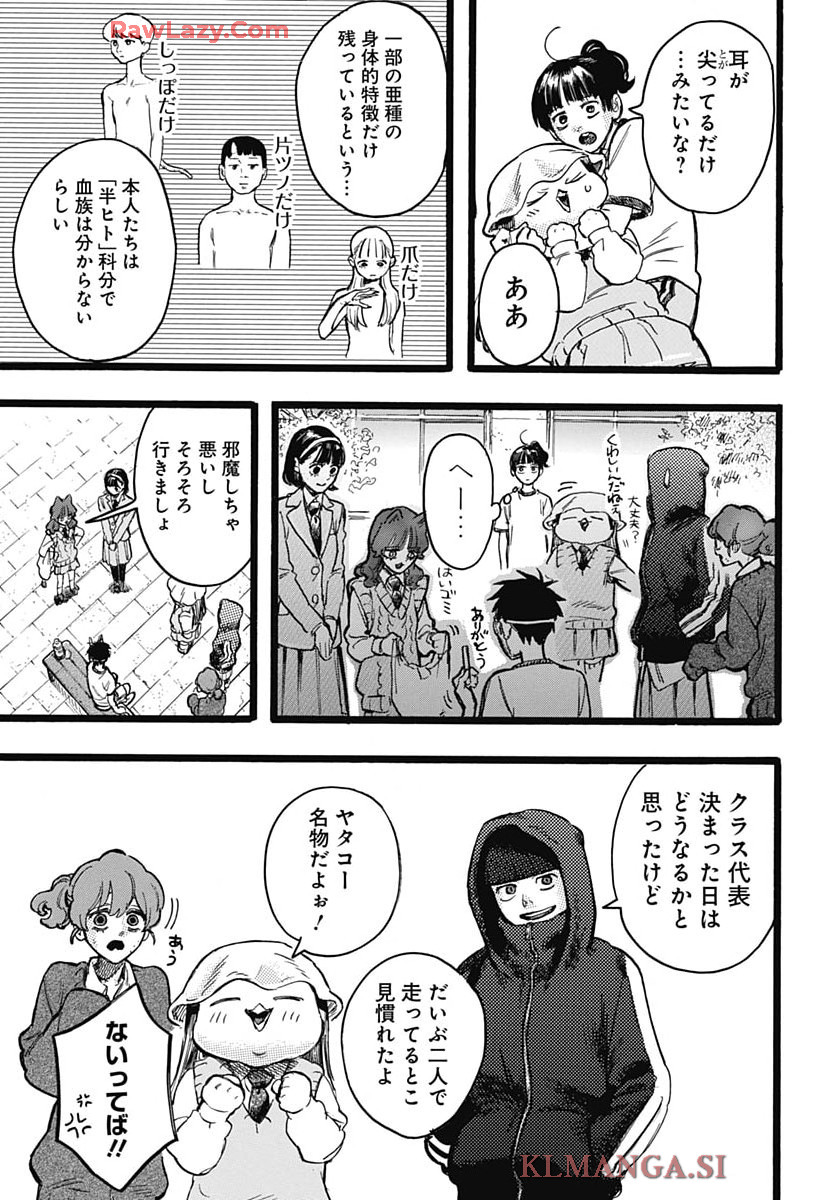 RawLazy.Com
耳が
尖ってるだけ
とが
…みたいな？
ああ
一部の亜種の
身体的特徴だけ
残っているという…
しっぽだけ
片ツノだけ
爪だけ
本人たちは
「半ヒト」科分で
血族は分からない
らしい
へー…
くわしいんだねぇ
大丈夫？
はいゴミ
ありがとう
邪魔しちゃ
悪いし
そろそろ
行きましょ
クラス代表
決まった日は
どうなるかと
思ったけど
だいぶ二人で
走ってるとこ
見慣れたよ
ヤタコー
名物だよぉ！
あぅ
ないってば!!
KLMANGA.SI